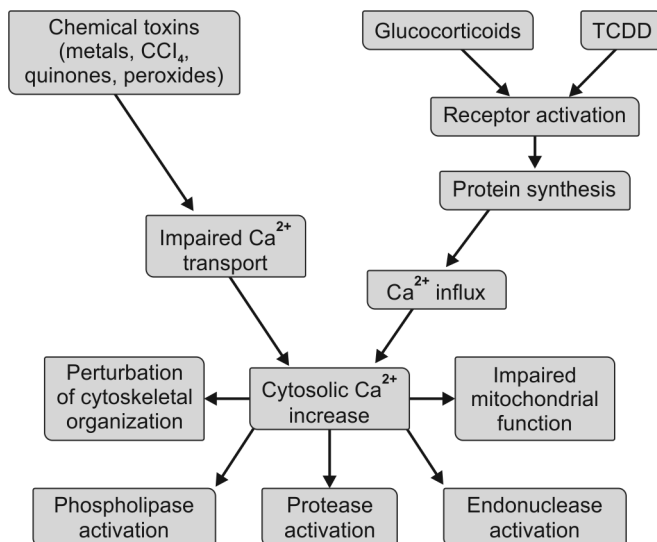 Chemical toxins
(metals, CCl₄,
quinones, peroxides)
Glucocorticoids
TCDD
Receptor activation
Protein synthesis
Impaired Ca²⁺
transport
Ca²⁺ influx
Perturbation
of cytoskeletal
organization
Cytosolic Ca²⁺
increase
Impaired
mitochondrial
function
Phospholipase
activation
Protease
activation
Endonuclease
activation